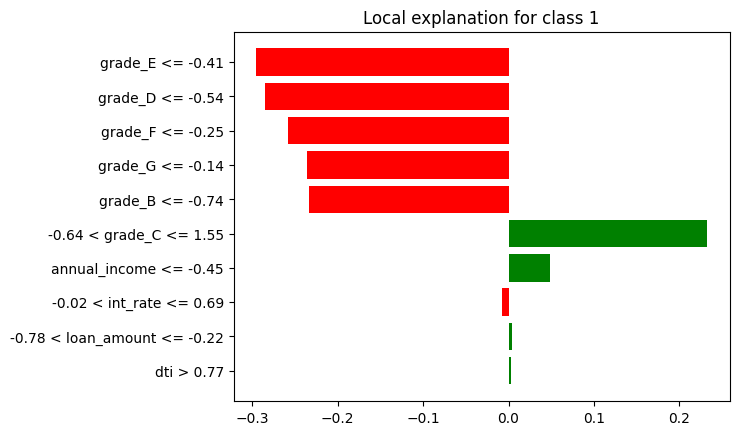 Local explanation for class 1
grade_E <= -0.41
grade_D <= -0.54
grade_F <= -0.25
grade_G <= -0.14
grade_B <= -0.74
-0.64 < grade_C <= 1.55
annual_income <= -0.45
-0.02 < int_rate <= 0.69
-0.78 < loan_amount <= -0.22
dti > 0.77
−0.3 −0.2 −0.1 0.0 0.1 0.2